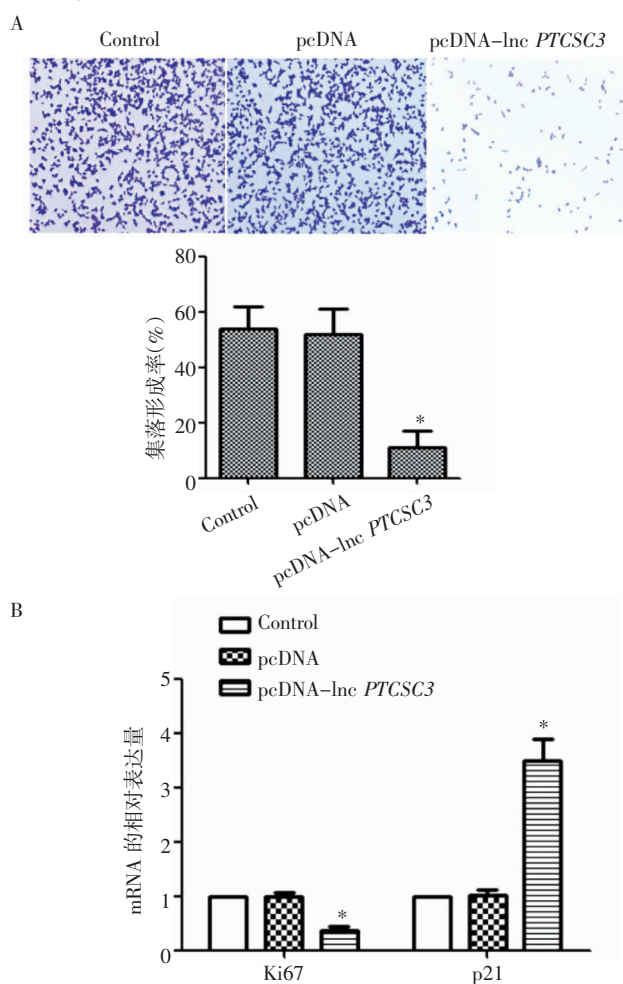 A
Control pcDNA pcDNA-lnc PTCSC3
80
60
40
20
0
集落形成率(%)
*
Control
pcDNA
pcDNA-lnc PTCSC3
B
Control
pcDNA
pcDNA-lnc PTCSC3
5
4
3
2
1
0
mRNA 的相对表达量
*
*
Ki67 p21